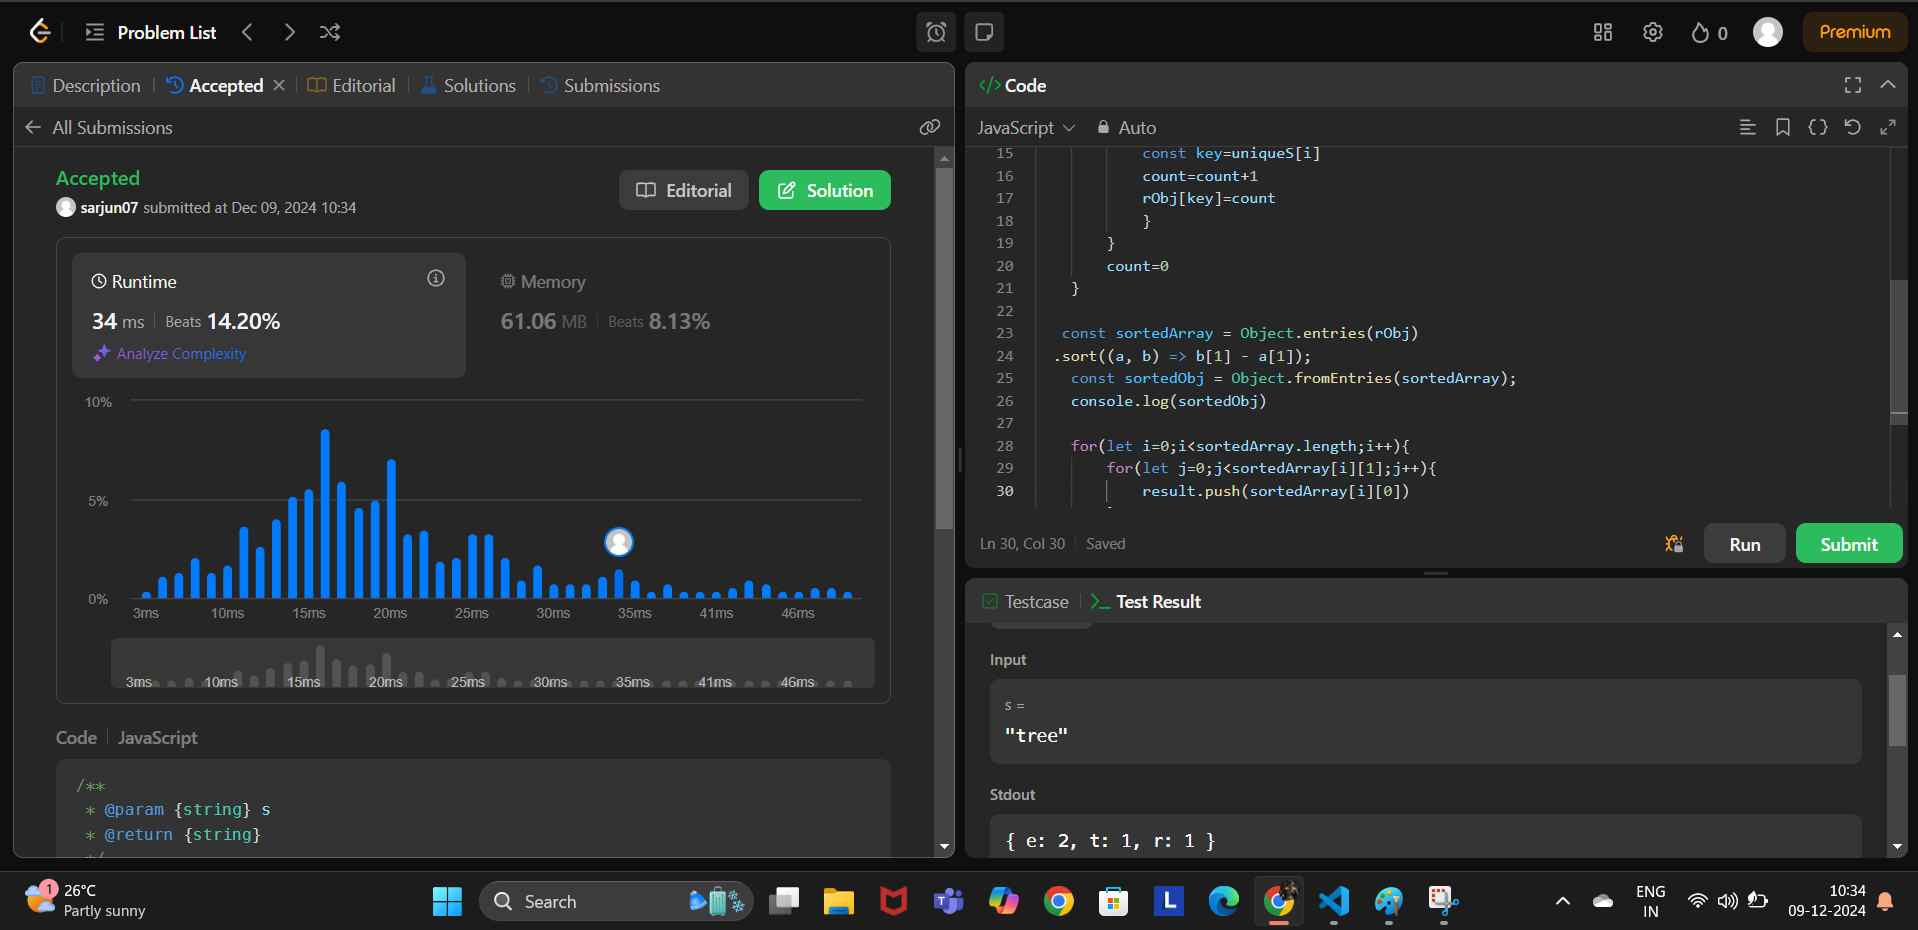 Problem List
0
Premium
Description
Accepted
Editorial
Solutions
Submissions
All Submissions
Accepted
sarjun07 submitted at Dec 09, 2024 10:34
Editorial
Solution
Runtime
34 ms
Beats 14.20%
Analyze Complexity
Memory
61.06 MB
Beats 8.13%
10%
5%
0%
3ms 10ms 15ms 20ms 25ms 30ms 35ms 41ms 46ms
3ms 10ms 15ms 20ms 25ms 30ms 35ms 41ms 46ms
Code
JavaScript
/**
* @param {string} s
* @return {string}
*/
</> Code
JavaScript
Auto
15 const key=uniqueS[i]
16 count=count+1
17 rObj[key]=count
18 }
19 }
20 count=0
21 }
22
23 const sortedArray = Object.entries(rObj)
24 .sort((a, b) => b[1] - a[1]);
25 const sortedObj = Object.fromEntries(sortedArray);
26 console.log(sortedObj)
27
28 for(let i=0;i<sortedArray.length;i++){
29 for(let j=0;j<sortedArray[i][1];j++){
30 result.push(sortedArray[i][0])
Ln 30, Col 30
Saved
Run
Submit
Testcase
Test Result
Input
s =
"tree"
Stdout
{ e: 2, t: 1, r: 1 }
1
26°C
Partly sunny
Search
L
ENG
IN
10:34
09-12-2024